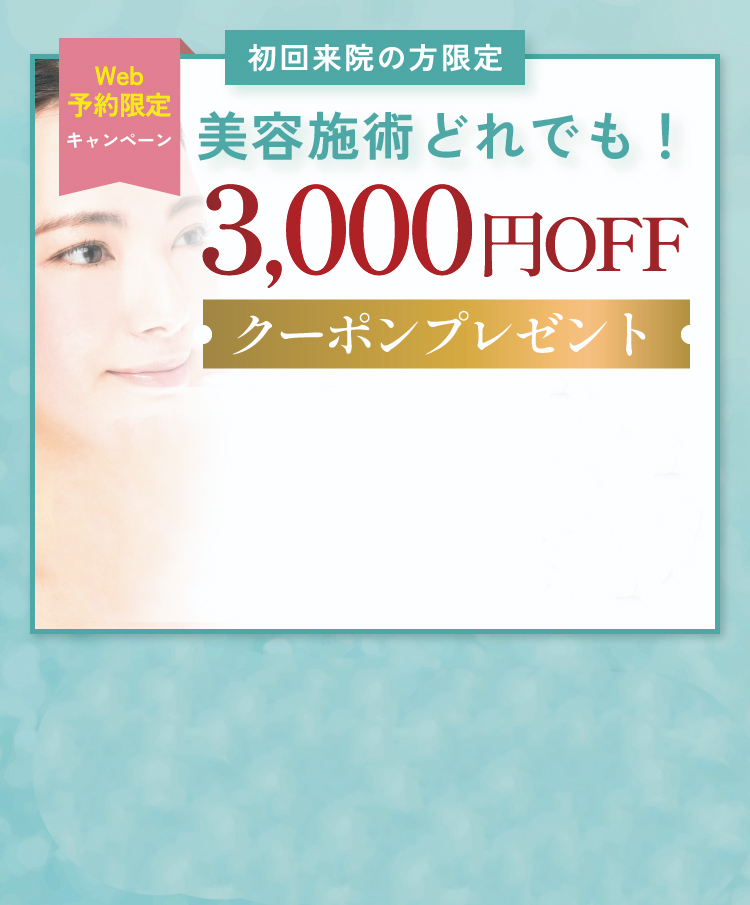 初回来院の方限定
Web
予約限定
キャンペーン
美容施術どれでも！
3,000円OFF
クーポンプレゼント